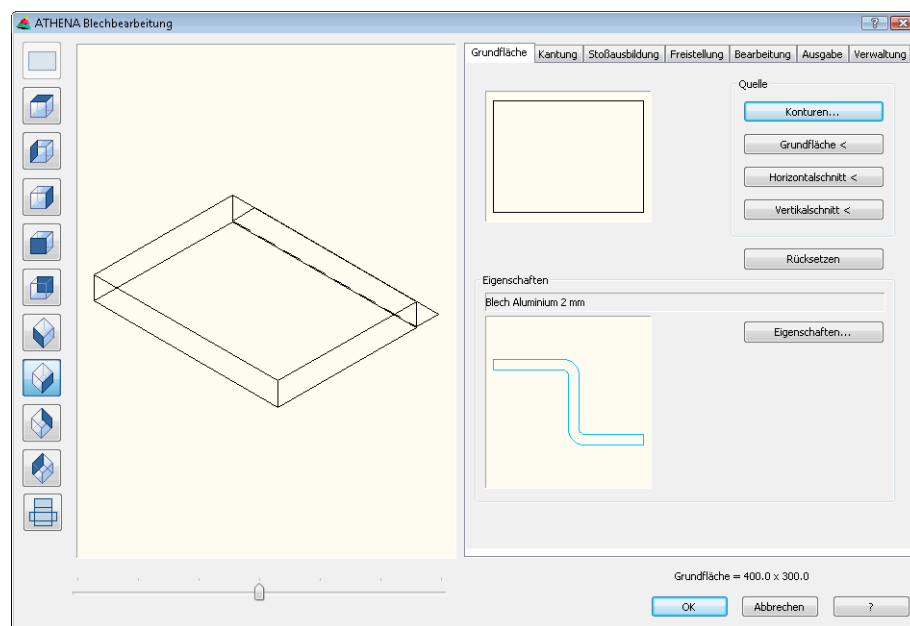 ATHENA Blechbearbeitung
?
Grundfläche Kantung Stoßausbildung Freistellung Bearbeitung Ausgabe Verwaltung
Quelle
Konturen...
Grundfläche <
Horizontalschnitt <
Vertikalschnitt <
Rücksetzen
Eigenschaften
Blech Aluminium 2 mm
Eigenschaften...
Grundfläche = 400.0 x 300.0
OK Abbrechen ?